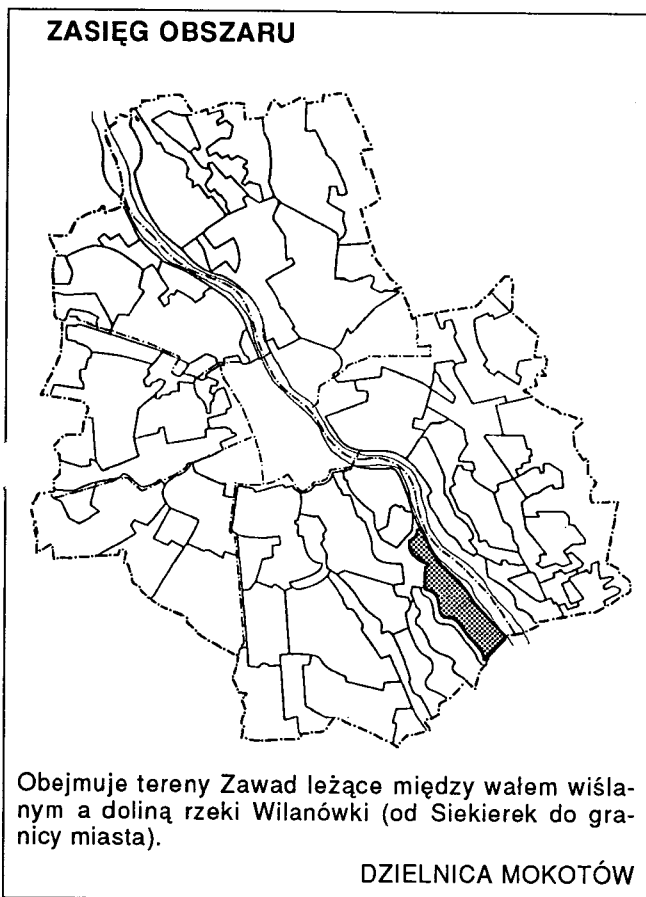 ZASIĘG OBSZARU
Obejmuje tereny Zawad leżące między wałem wiśla-
nym a doliną rzeki Wilanówki (od Siekierek do gra-
nicy miasta).
DZIELNICA MOKOTÓW